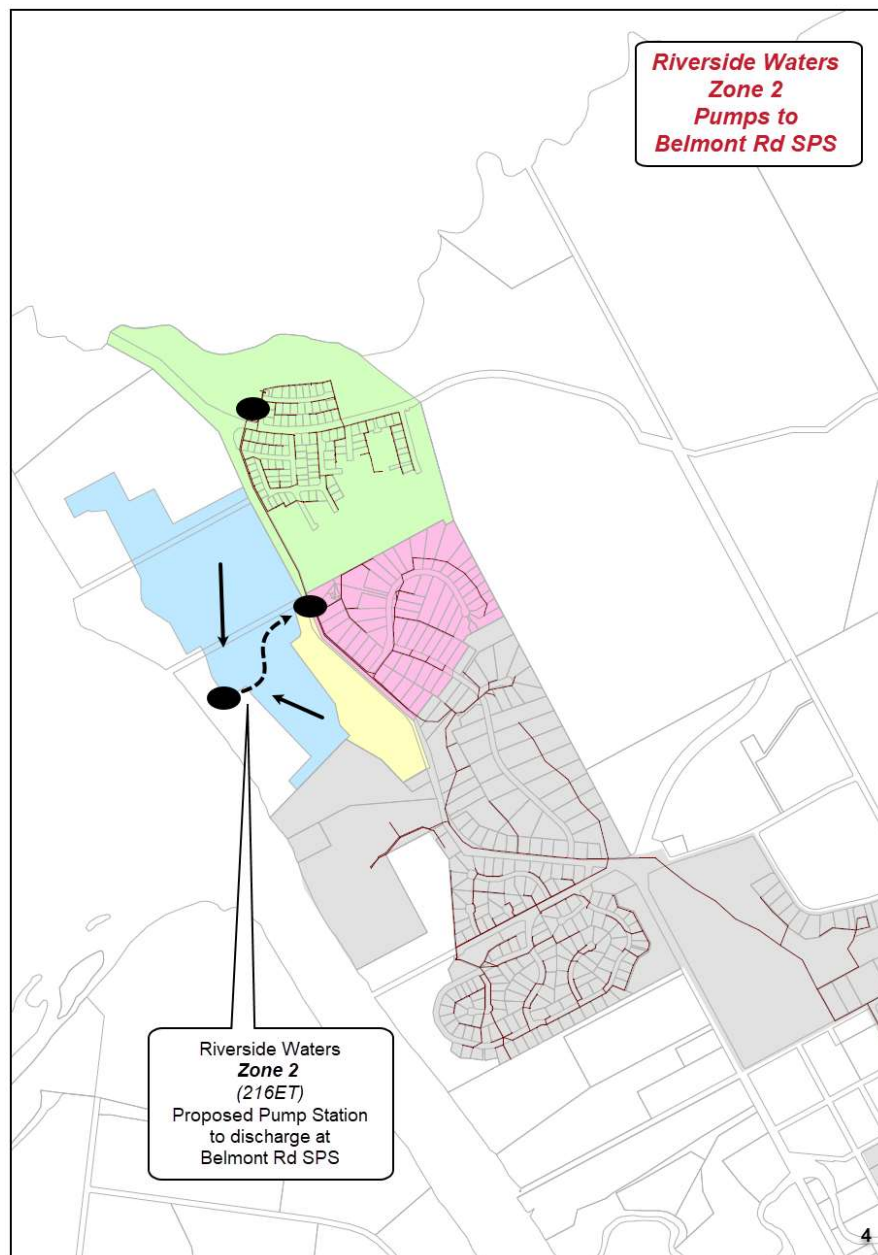 Riverside Waters
Zone 2
Pumps to
Belmont Rd SPS
Riverside Waters
Zone 2
(216ET)
Proposed Pump Station
to discharge at
Belmont Rd SPS
4